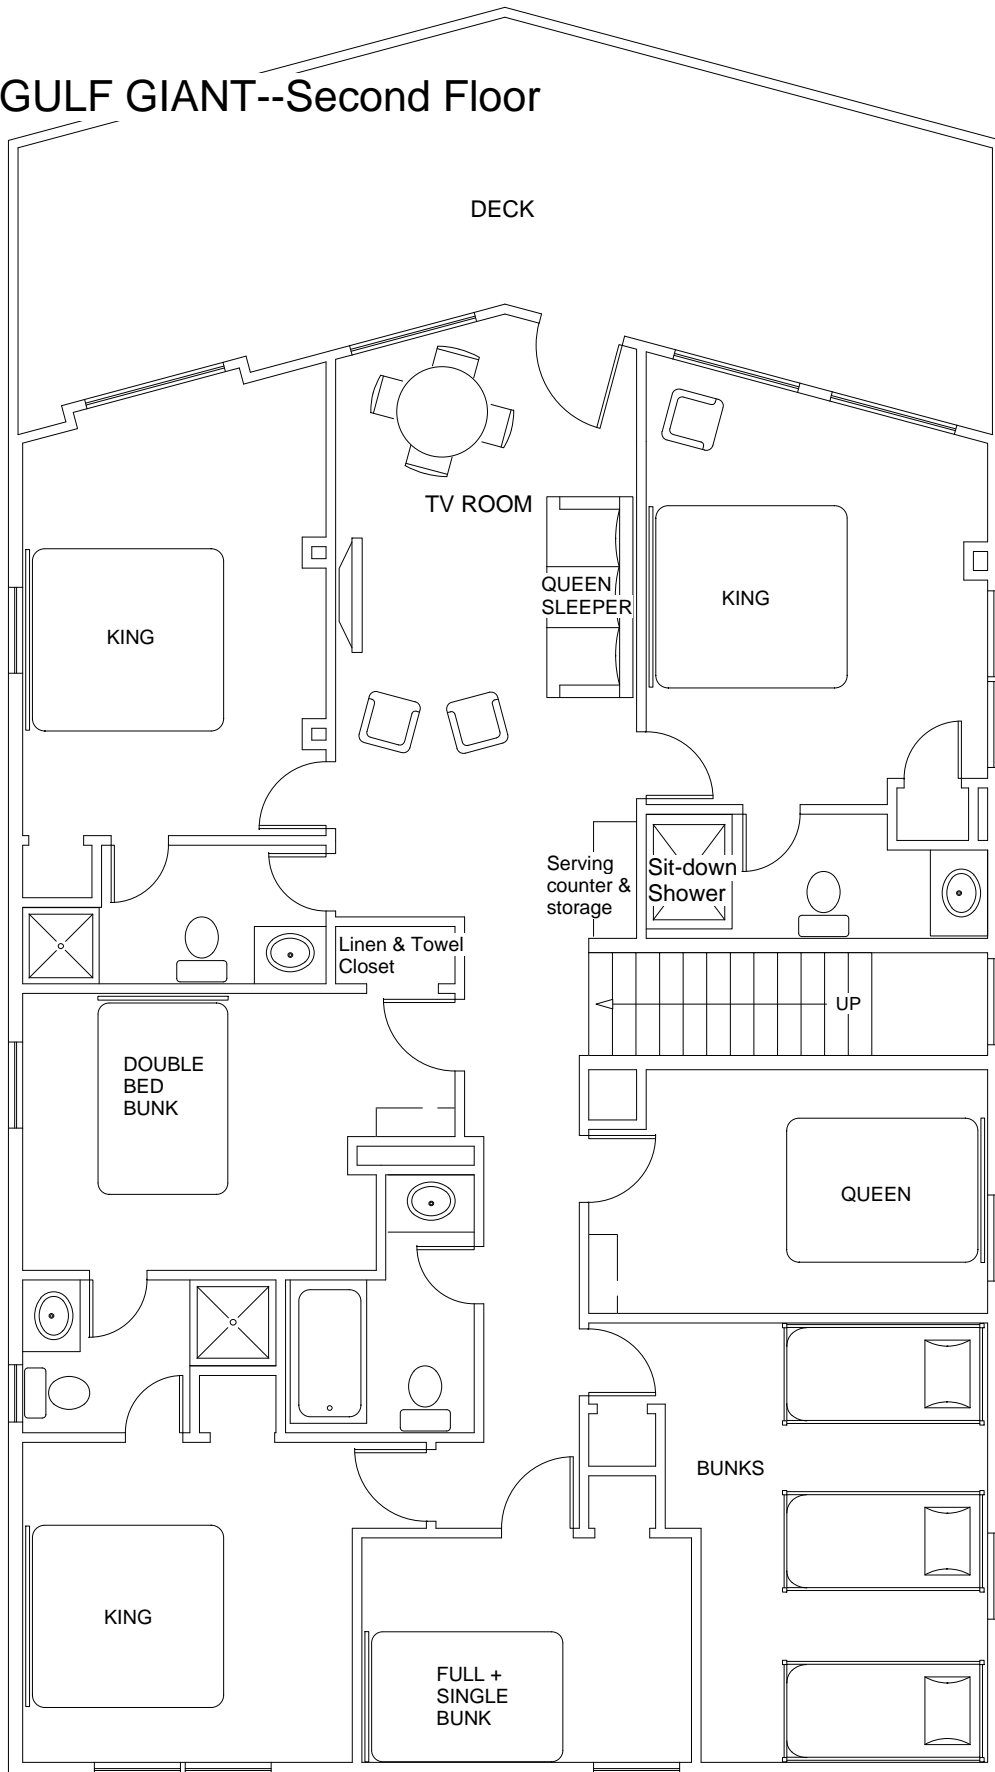 GULF GIANT--Second Floor
DECK
TV ROOM
QUEEN
SLEEPER
KING
KING
Serving
counter &
storage
Sit-down
Shower
Linen & Towel
Closet
UP
DOUBLE
BED
BUNK
QUEEN
BUNKS
KING
FULL +
SINGLE
BUNK